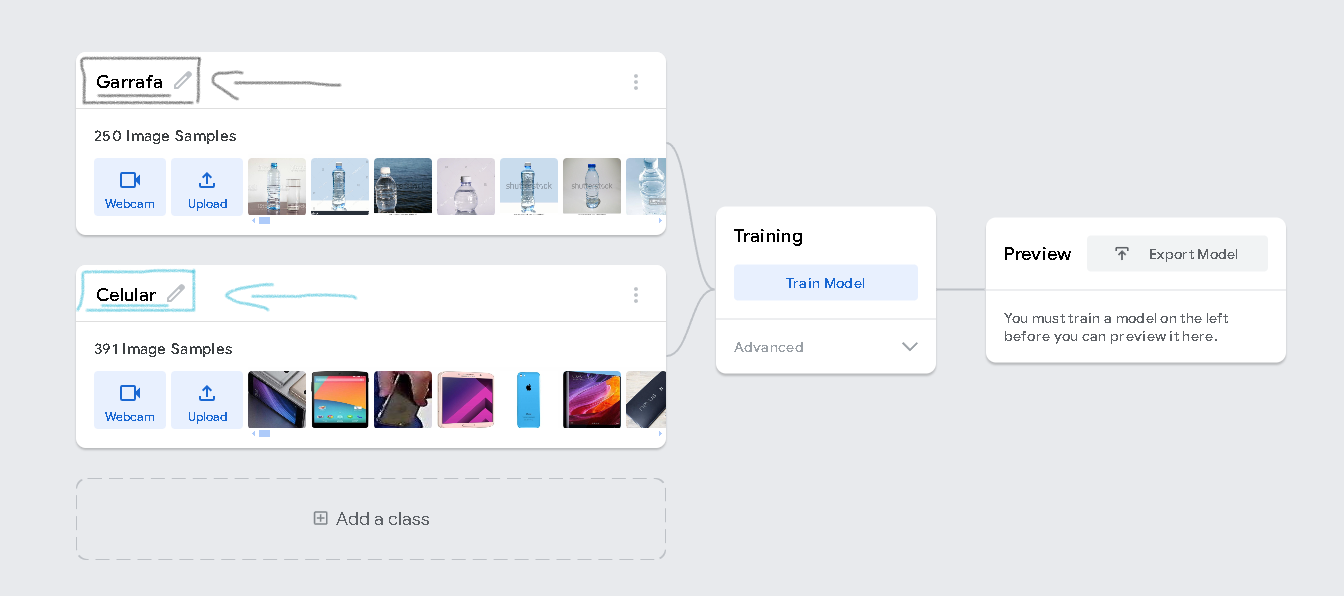 Garrafa
250 Image Samples
Webcam
Upload
shutterstock
shutterstock
Celular
391 Image Samples
Webcam
Upload
Add a class
Training
Train Model
Advanced
Preview
Export Model
You must train a model on the left
before you can preview it here.